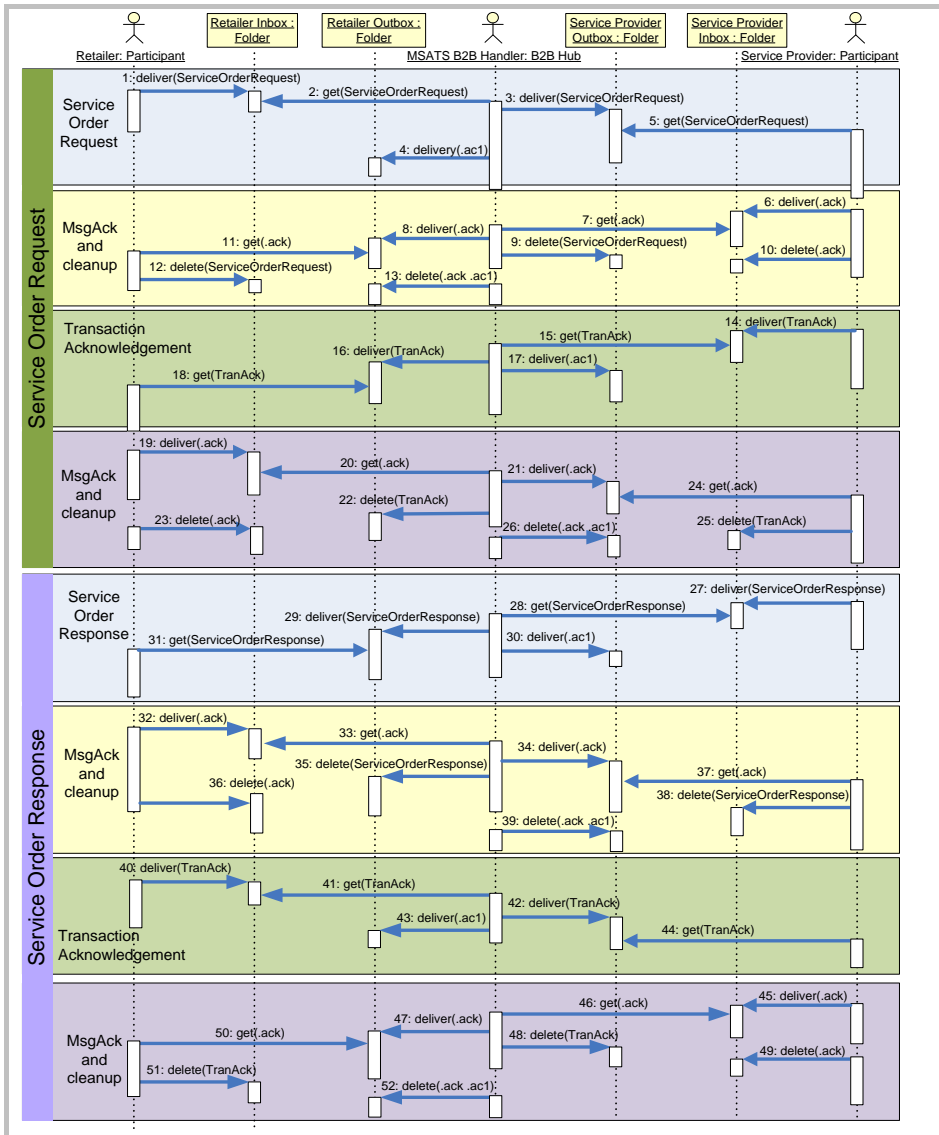 Retailer Inbox :
Folder
Retailer Outbox :
Folder
Service Provider
Outbox : Folder
Service Provider
Inbox : Folder
Retailer: Participant
MSATS B2B Handler: B2B Hub
Service Provider: Participant
Service Order Request
Service
Order
Request
1: deliver(ServiceOrderRequest)
2: get(ServiceOrderRequest)
3: deliver(ServiceOrderRequest)
5: get(ServiceOrderRequest)
4: delivery(.ac1)
MsgAck
and
cleanup
6: deliver(.ack)
7: get(.ack)
8: deliver(.ack)
9: delete(ServiceOrderRequest)
10: delete(.ack)
11: get(.ack)
12: delete(ServiceOrderRequest)
13: delete(.ack .ac1)
Transaction
Acknowledgement
14: deliver(TranAck)
15: get(TranAck)
16: deliver(TranAck)
17: deliver(.ac1)
18: get(TranAck)
MsgAck
and
cleanup
19: deliver(.ack)
20: get(.ack)
21: deliver(.ack)
22: delete(TranAck)
23: delete(.ack)
24: get(.ack)
25: delete(TranAck)
26: delete(.ack .ac1)
Service Order Response
Service
Order
Response
27: deliver(ServiceOrderResponse)
28: get(ServiceOrderResponse)
29: deliver(ServiceOrderResponse)
30: deliver(.ac1)
31: get(ServiceOrderResponse)
MsgAck
and
cleanup
32: deliver(.ack)
33: get(.ack)
34: deliver(.ack)
35: delete(ServiceOrderResponse)
36: delete(.ack)
37: get(.ack)
38: delete(ServiceOrderResponse)
39: delete(.ack .ac1)
Transaction
Acknowledgement
40: deliver(TranAck)
41: get(TranAck)
42: deliver(TranAck)
43: deliver(.ac1)
44: get(TranAck)
MsgAck
and
cleanup
45: deliver(.ack)
46: get(.ack)
47: deliver(.ack)
48: delete(TranAck)
49: delete(.ack)
50: get(.ack)
51: delete(TranAck)
52: delete(.ack .ac1)